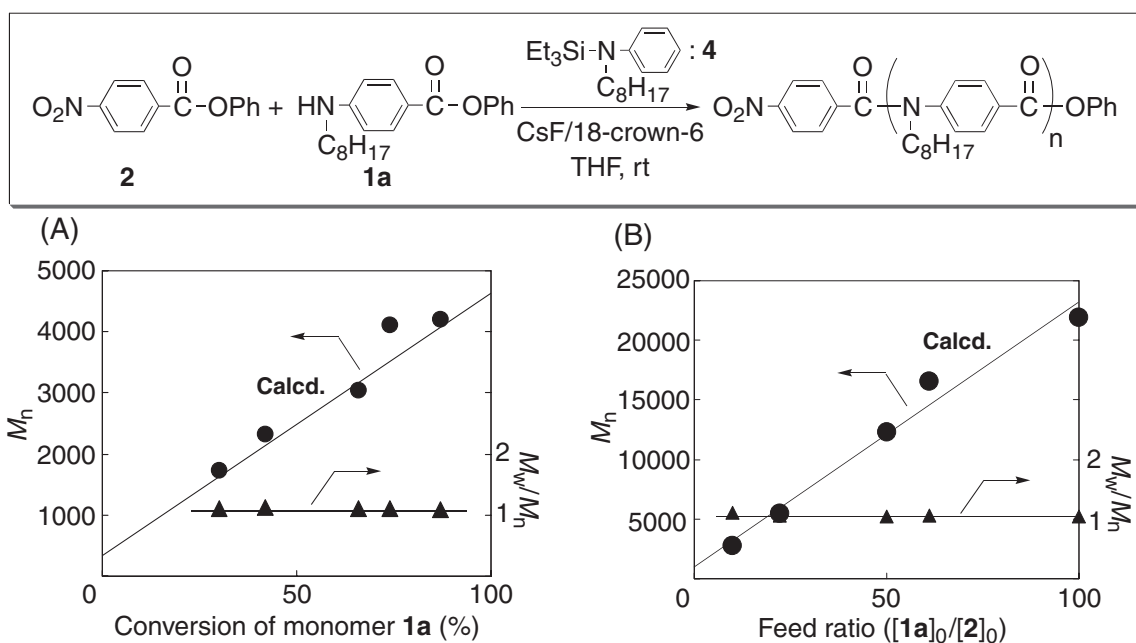 Et₃Si—N : 4
C₈H₁₇
O₂N C—OPh + HN C—OPh
O O
C₈H₁₇
2 1a
CsF/18-crown-6
THF, rt
O₂N C N C OPh
O O
C₈H₁₇ n
(A)
5000
4000
3000
2000
1000
0
50
100
Mn
Calcd.
2
1
Mw/Mn
Conversion of monomer 1a (%)
(B)
25000
20000
15000
10000
5000
0
50
100
Mn
Calcd.
2
1
Mw/Mn
Feed ratio ([1a]₀/[2]₀)